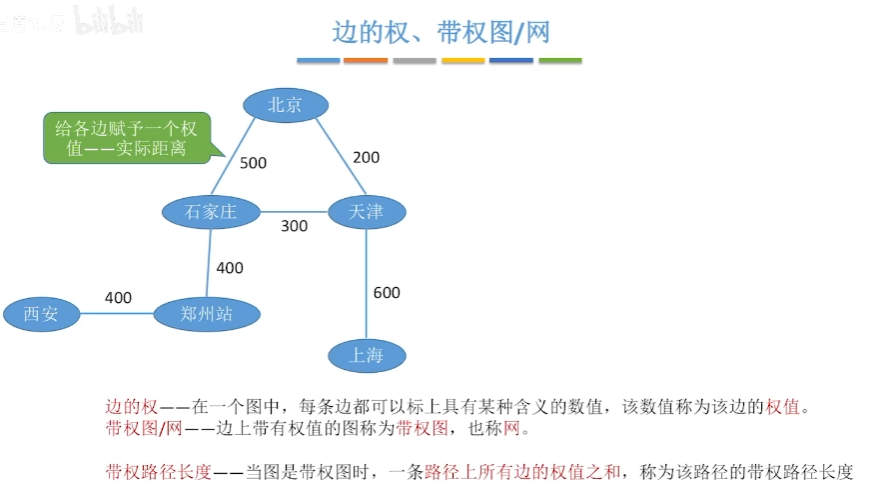 bilibili
边的权、带权图/网
北京
给各边赋予一个权
值——实际距离
500
200
石家庄
300
天津
400
600
西安
400
郑州站
上海
边的权——在一个图中，每条边都可以标上具有某种含义的数值，该数值称为该边的权值。
带权图/网——边上带有权值的图称为带权图，也称网。
带权路径长度——当图是带权图时，一条路径上所有边的权值之和，称为该路径的带权路径长度